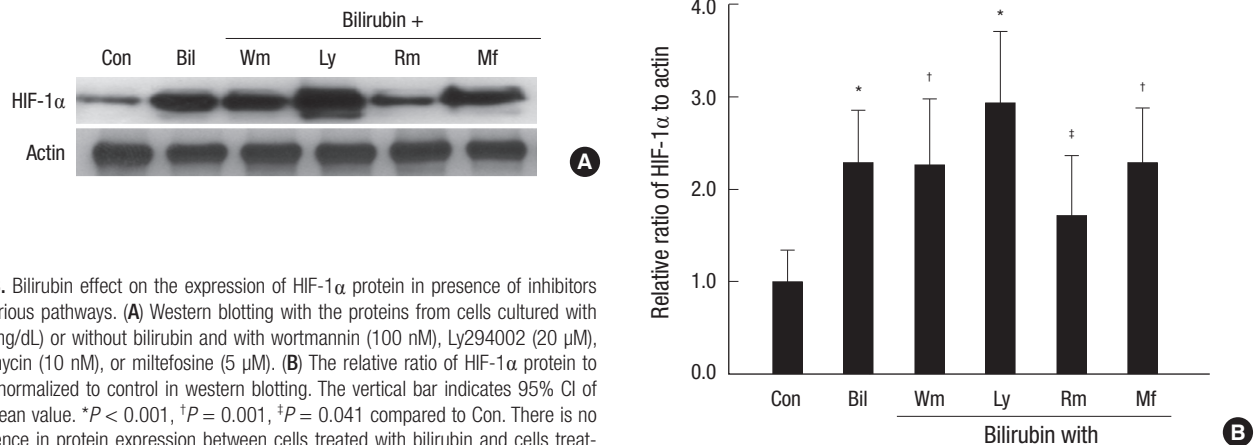 Bilirubin +
Con Bil Wm Ly Rm Mf
HIF-1α
Actin
A
Bilirubin effect on the expression of HIF-1α protein in presence of inhibitors
pathways. (A) Western blotting with the proteins from cells cultured with
or without bilirubin and with wortmannin (100 nM), Ly294002 (20 μM),
(10 nM), or miltefosine (5 μM). (B) The relative ratio of HIF-1α protein to
normalized to control in western blotting. The vertical bar indicates 95% CI of
value. *P < 0.001, †P = 0.001, ‡P = 0.041 compared to Con. There is no
in protein expression between cells treated with bilirubin and cells treat-
Relative ratio of HIF-1α to actin
4.0
3.0
2.0
1.0
0.0
*
†
*
‡
†
Con Bil Wm Ly Rm Mf
Bilirubin with
B